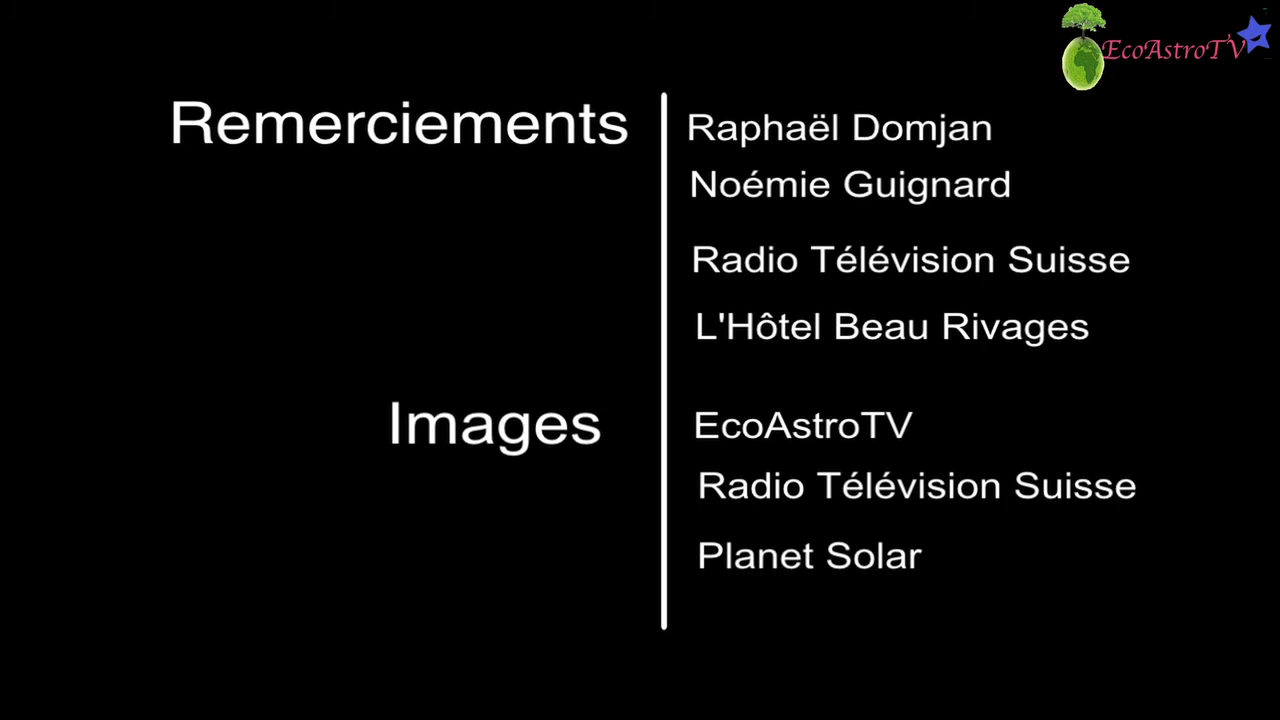 EcoAstroTV
Remerciements
Raphaël Domjan
Noémie Guignard
Radio Télévision Suisse
L'Hôtel Beau Rivages
Images
EcoAstroTV
Radio Télévision Suisse
Planet Solar